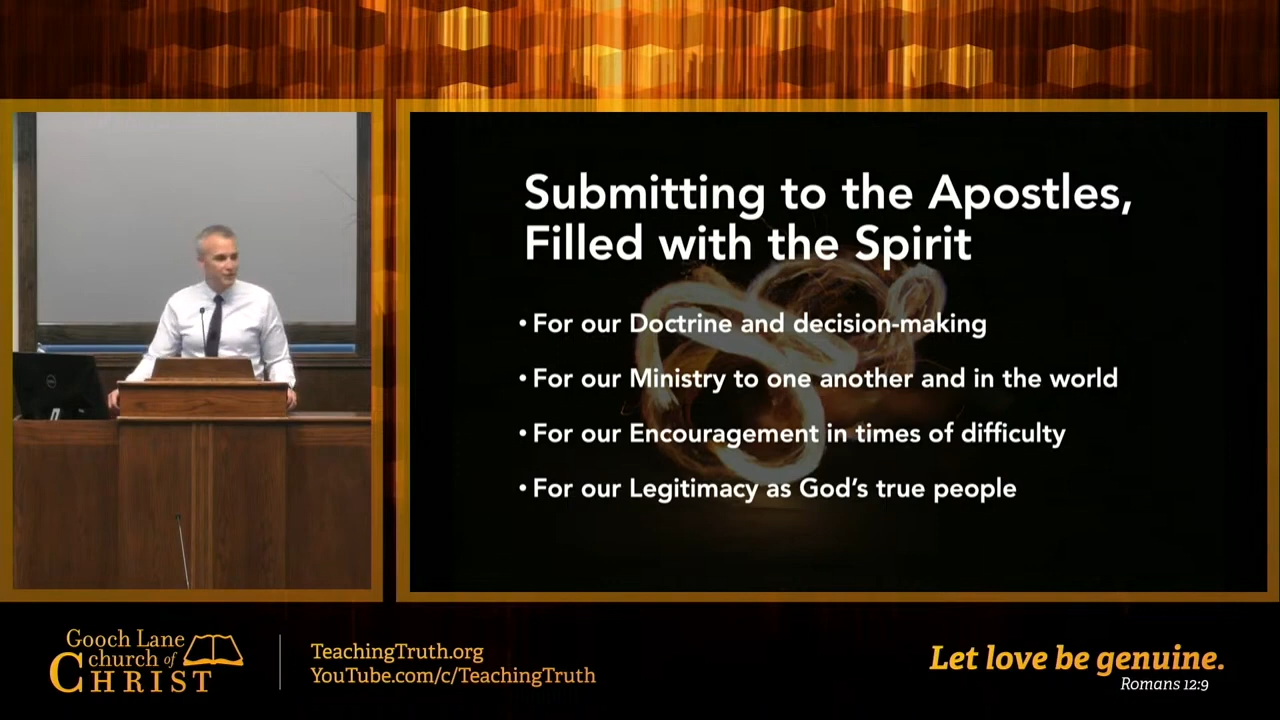 Submitting to the Apostles,
Filled with the Spirit
• For our Doctrine and decision-making
• For our Ministry to one another and in the world
• For our Encouragement in times of difficulty
• For our Legitimacy as God's true people
Gooch Lane
church of
CHRIST
TeachingTruth.org
YouTube.com/c/TeachingTruth
Let love be genuine.
Romans 12:9